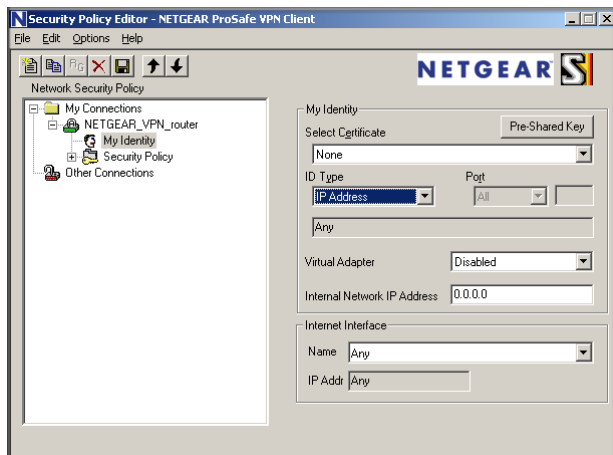 Security Policy Editor - NETGEAR ProSafe VPN Client
File Edit Options Help
NETGEAR
Network Security Policy
My Connections
NETGEAR_VPN_router
My Identity
Security Policy
Other Connections
My Identity
Select Certificate
Pre-Shared Key
None
ID Type
Port
IP Address
All
Any
Virtual Adapter
Disabled
Internal Network IP Address
0.0.0.0
Internet Interface
Name
Any
IP Addr
Any